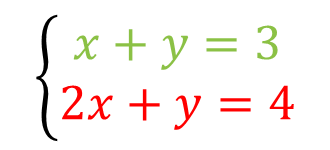 x + y = 3
2x + y = 4